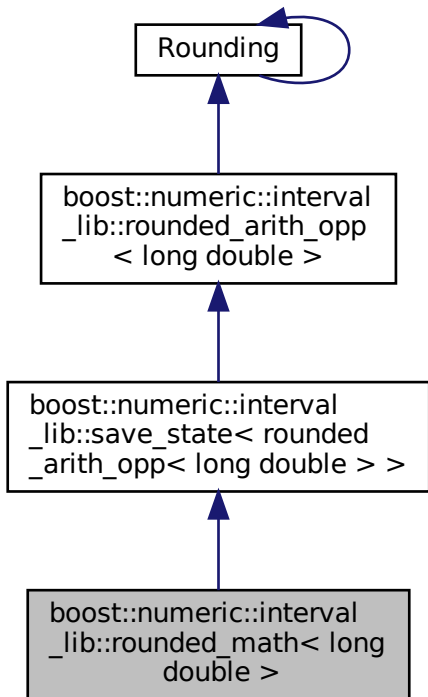 Rounding
boost::numeric::interval
_lib::rounded_arith_opp
< long double >
boost::numeric::interval
_lib::save_state< rounded
_arith_opp< long double > >
boost::numeric::interval
_lib::rounded_math< long
double >